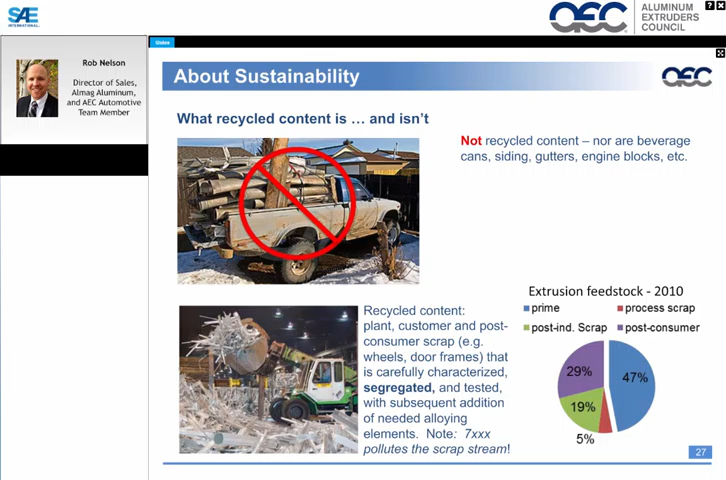 SAE
INTERNATIONAL
AEC
ALUMINUM
EXTRUDERS
COUNCIL
Slides
Rob Nelson
Director of Sales,
Almag Aluminum,
and AEC Automotive
Team Member
About Sustainability
AEC
What recycled content is … and isn't
Not recycled content – nor are beverage
cans, siding, gutters, engine blocks, etc.
Recycled content:
plant, customer and post-
consumer scrap (e.g.
wheels, door frames) that
is carefully characterized,
segregated, and tested,
with subsequent addition
of needed alloying
elements. Note: 7xxx
pollutes the scrap stream!
Extrusion feedstock - 2010
prime
process scrap
post-ind. Scrap
post-consumer
29%
47%
19%
5%
27